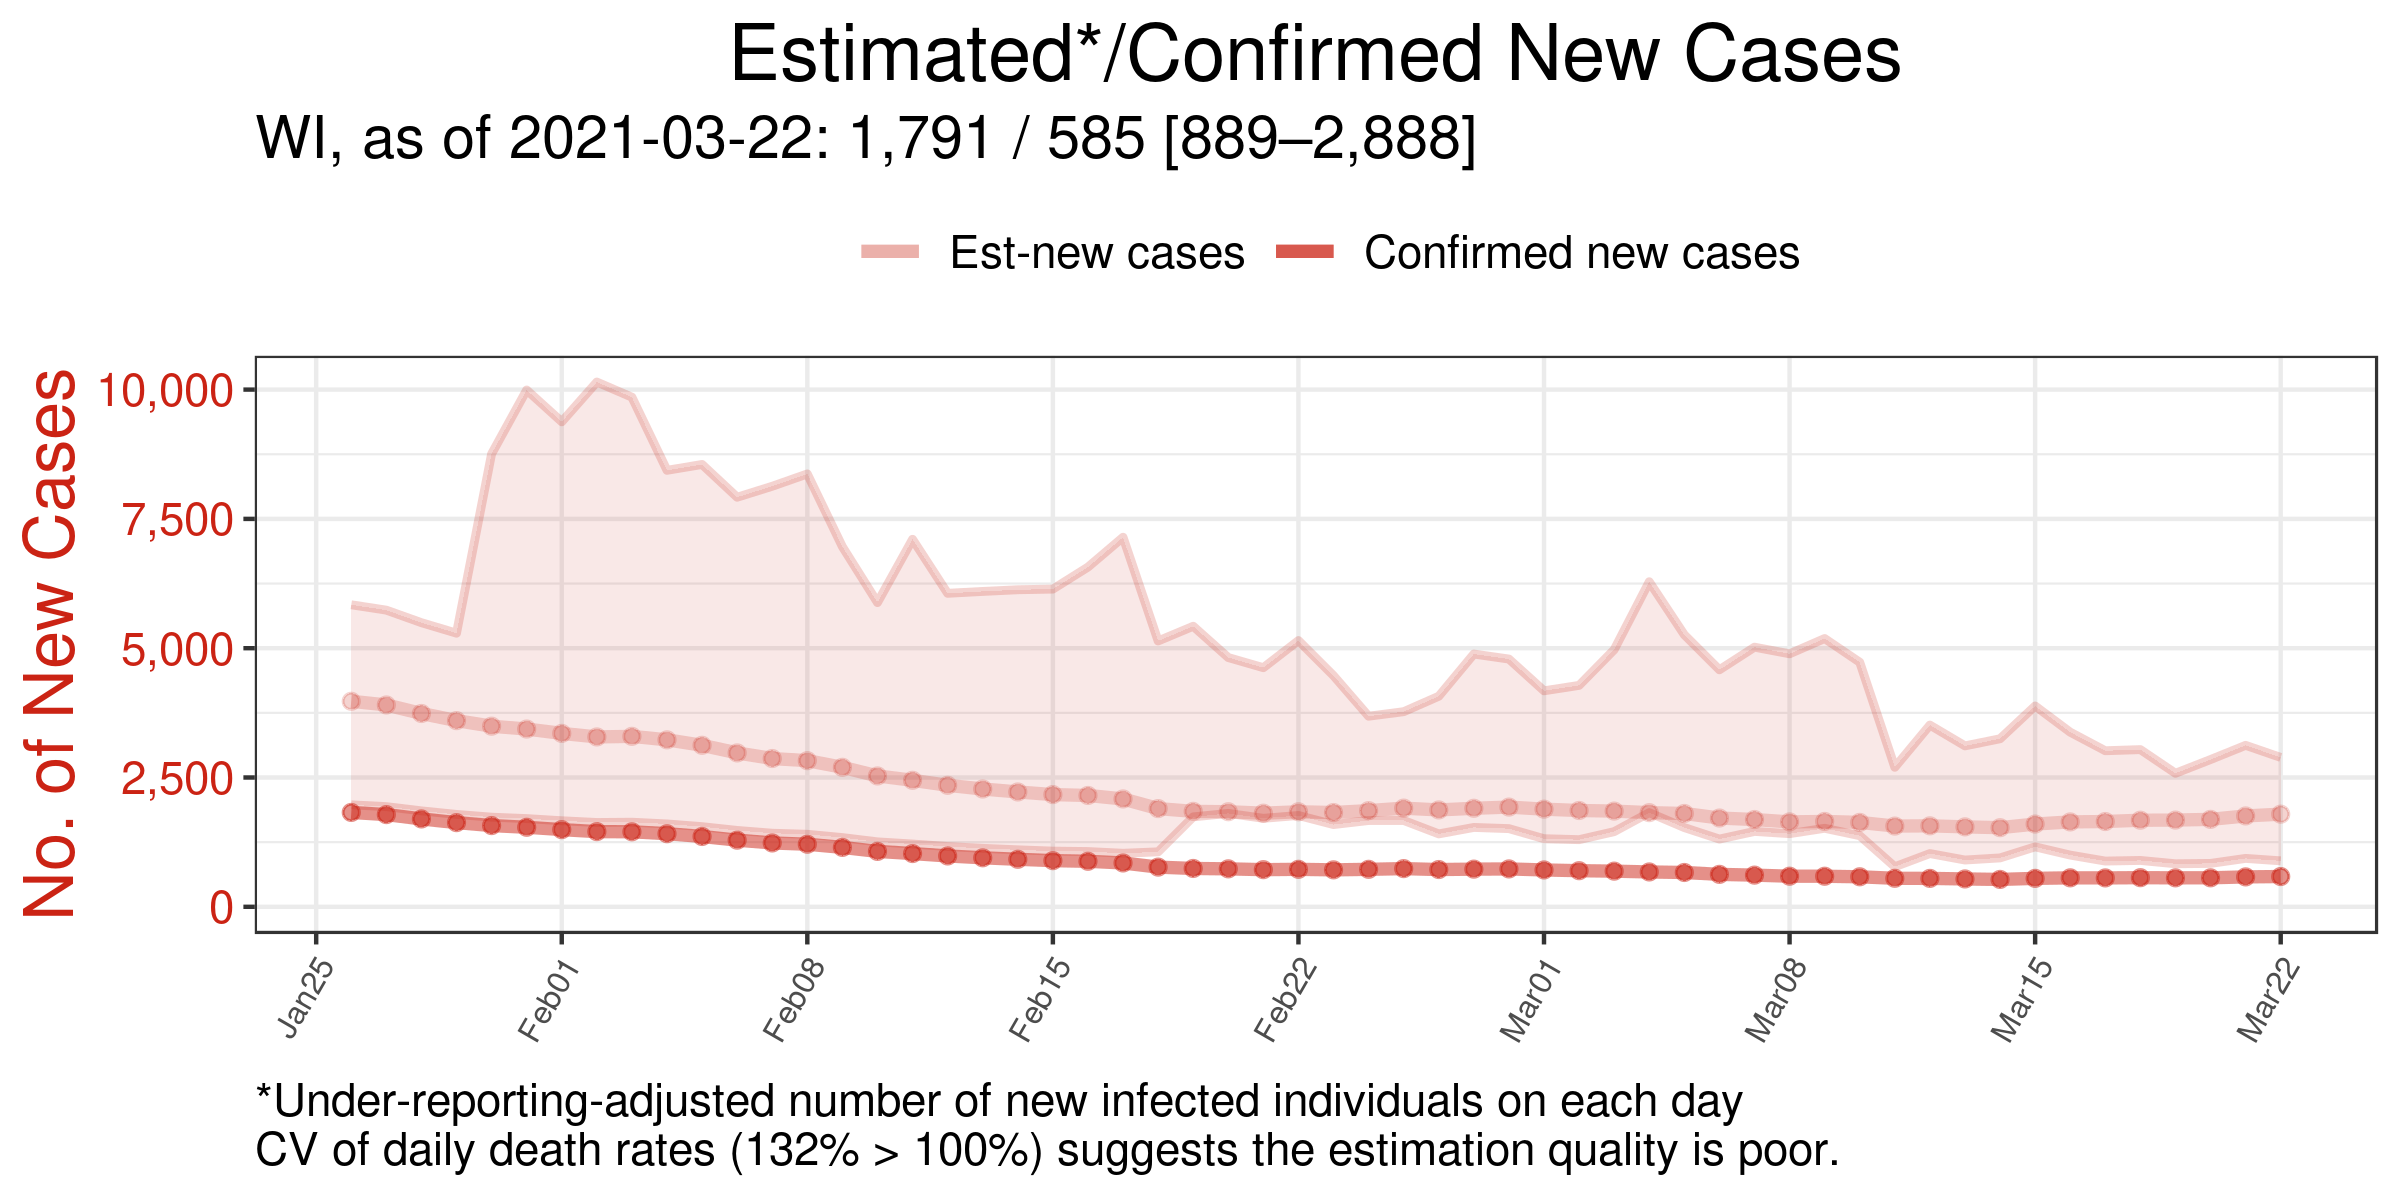 Estimated*/Confirmed New Cases
WI, as of 2021-03-22: 1,791 / 585 [889–2,888]
Est-new cases Confirmed new cases
No. of New Cases
10,000
7,500
5,000
2,500
0
Jan25 Feb01 Feb08 Feb15 Feb22 Mar01 Mar08 Mar15 Mar22
*Under-reporting-adjusted number of new infected individuals on each day
CV of daily death rates (132% > 100%) suggests the estimation quality is poor.